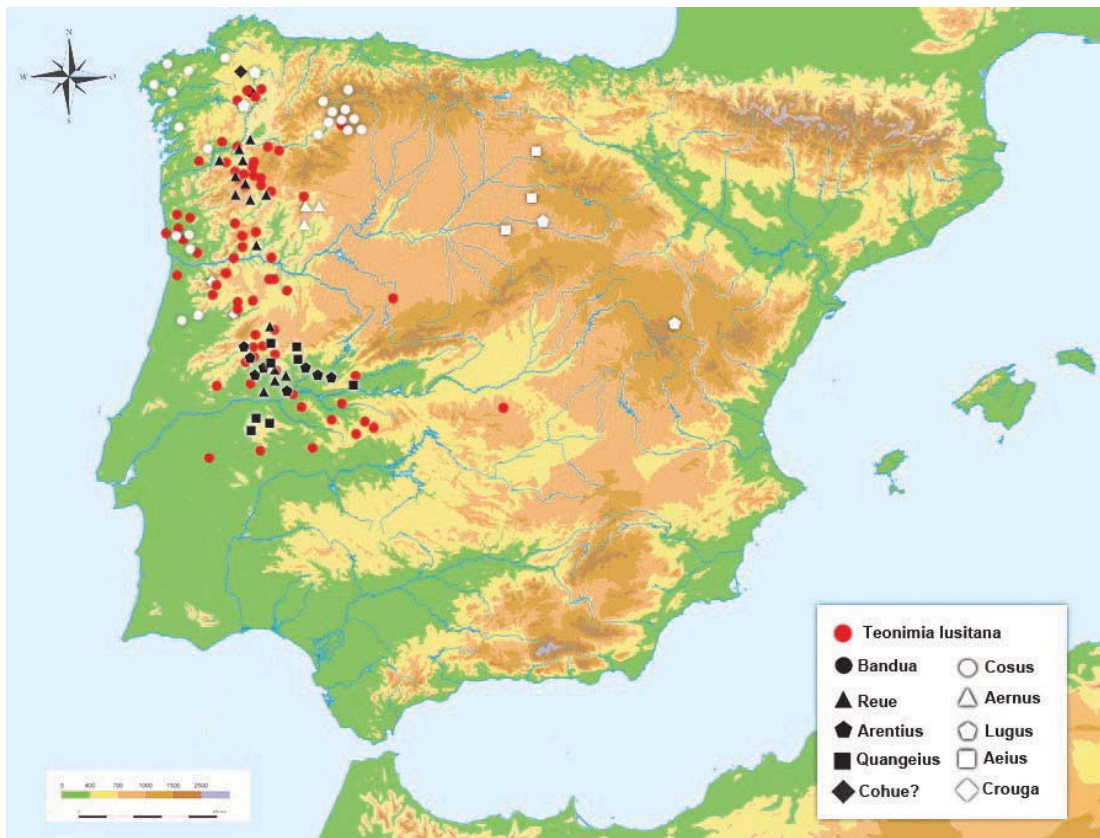 N
W
O
S
Teonimia lusitana
Bandua
Cosus
Reue
Aernus
Arentius
Lugus
Quangeius
Aeius
Cohue?
Crouga
0 400 700 1000 1500 2500